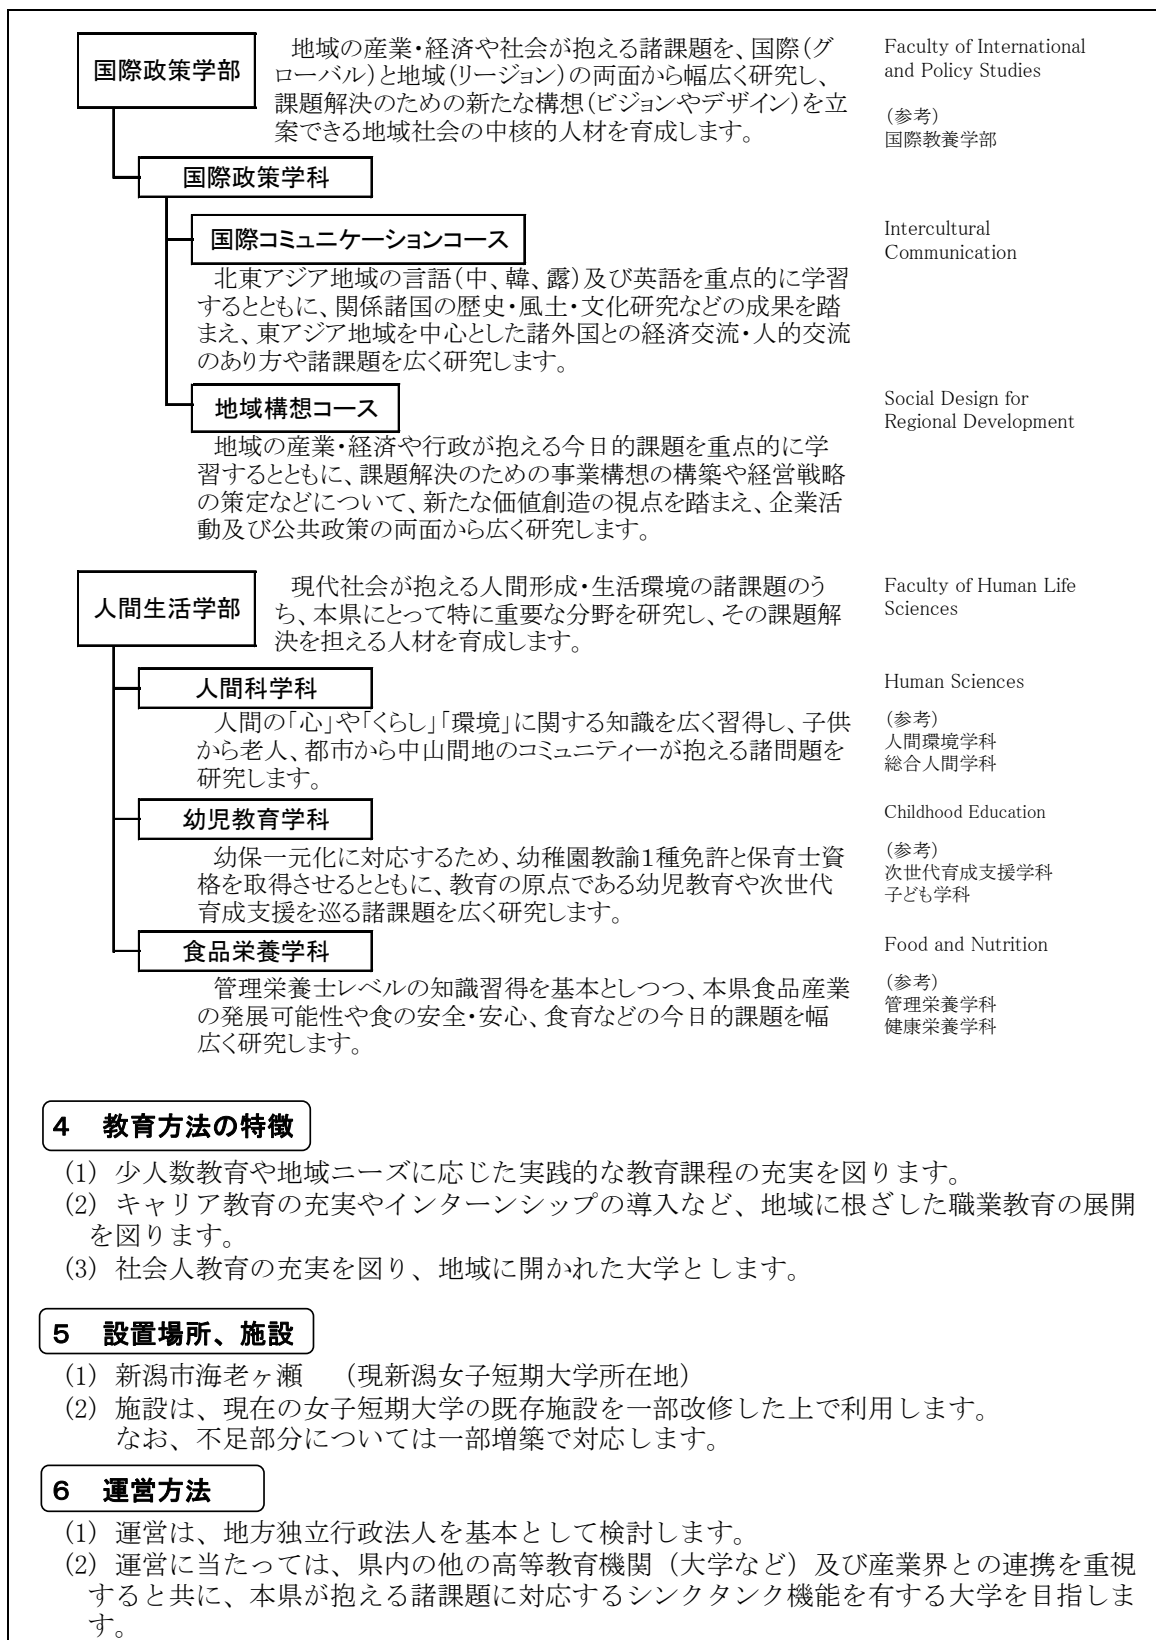 国際政策学部
地域の産業・経済や社会が抱える諸課題を、国際(グ
ローバル)と地域(リージョン)の両面から幅広く研究し、
課題解決のための新たな構想(ビジョンやデザイン)を立
案できる地域社会の中核的人材を育成します。
Faculty of International
and Policy Studies
(参考)
国際教養学部
国際政策学科
国際コミュニケーションコース
Intercultural
Communication
北東アジア地域の言語(中、韓、露)及び英語を重点的に学習
するとともに、関係諸国の歴史・風土・文化研究などの成果を踏
まえ、東アジア地域を中心とした諸外国との経済交流・人的交流
のあり方や諸課題を広く研究します。
地域構想コース
Social Design for
Regional Development
地域の産業・経済や行政が抱える今日的課題を重点的に学
習するとともに、課題解決のための事業構想の構築や経営戦略
の策定などについて、新たな価値創造の視点を踏まえ、企業活
動及び公共政策の両面から広く研究します。
人間生活学部
現代社会が抱える人間形成・生活環境の諸課題のう
ち、本県にとって特に重要な分野を研究し、その課題解
決を担える人材を育成します。
Faculty of Human Life
Sciences
人間科学科
Human Sciences
(参考)
人間環境学科
総合人間学科
人間の「心」や「くらし」「環境」に関する知識を広く習得し、子供
から老人、都市から中山間地のコミュニティーが抱える諸問題を
研究します。
幼児教育学科
Childhood Education
(参考)
次世代育成支援学科
子ども学科
幼保一元化に対応するため、幼稚園教諭1種免許と保育士資
格を取得させるとともに、教育の原点である幼児教育や次世代
育成支援を巡る諸課題を広く研究します。
食品栄養学科
Food and Nutrition
(参考)
管理栄養学科
健康栄養学科
管理栄養士レベルの知識習得を基本としつつ、本県食品産業
の発展可能性や食の安全・安心、食育などの今日的課題を幅
広く研究します。
4 教育方法の特徴
(1) 少人数教育や地域ニーズに応じた実践的な教育課程の充実を図ります。
(2) キャリア教育の充実やインターンシップの導入など、地域に根ざした職業教育の展開
を図ります。
(3) 社会人教育の充実を図り、地域に開かれた大学とします。
5 設置場所、施設
(1) 新潟市海老ヶ瀬 (現新潟女子短期大学所在地)
(2) 施設は、現在の女子短期大学の既存施設を一部改修した上で利用します。
なお、不足部分については一部増築で対応します。
6 運営方法
(1) 運営は、地方独立行政法人を基本として検討します。
(2) 運営に当たっては、県内の他の高等教育機関(大学など)及び産業界との連携を重視
すると共に、本県が抱える諸課題に対応するシンクタンク機能を有する大学を目指しま
す。